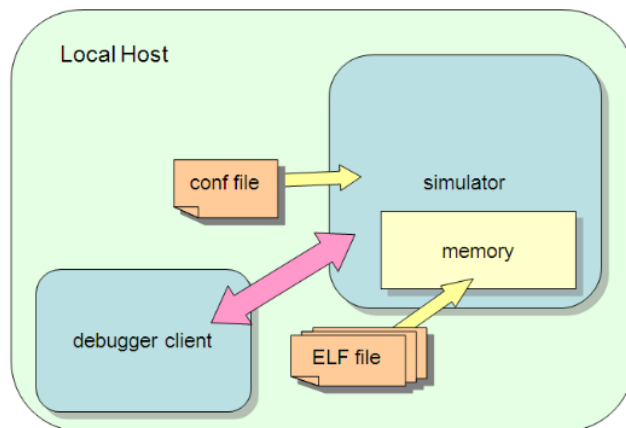 Local Host
conf file
simulator
memory
debugger client
ELF file